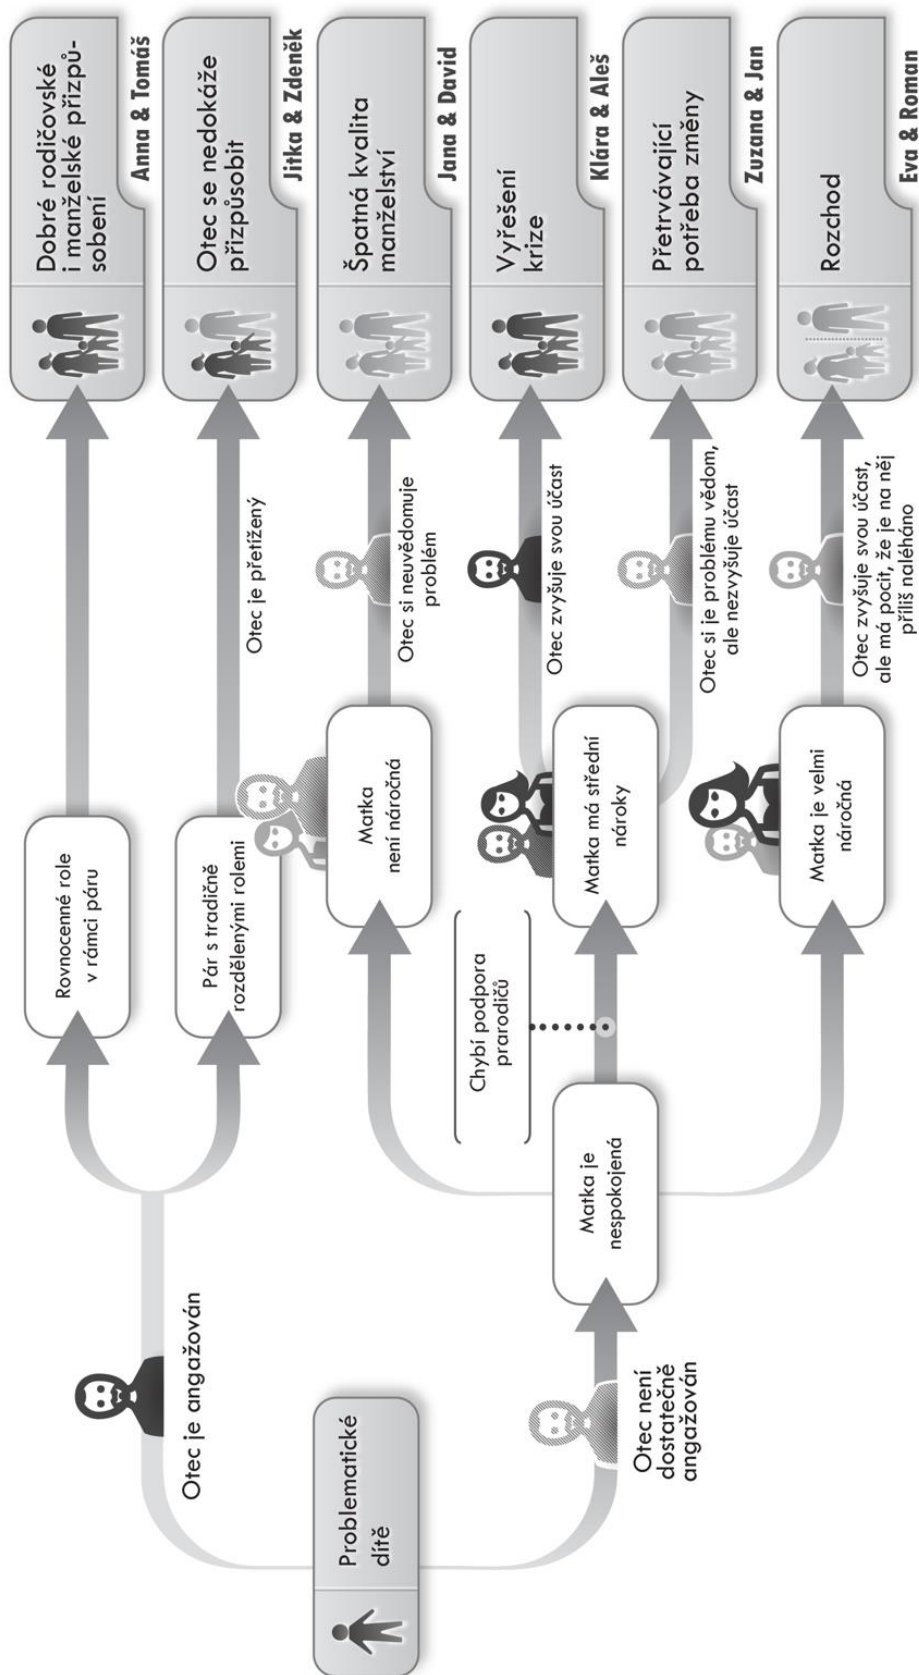 Problematické
dítě
Otec je angažován
Otec není
dostatečně
angažován
Matka je
nespokojená
Chybí podpora
prarodičů
Rovnocenné role
v rámci páru
Pár s tradičně
rozdělenými rolemi
Matka
není náročná
Matka má střední
nároky
Matka je velmi
náročná
Otec je přetížený
Otec si neuvědomuje
problém
Otec zvyšuje svou účast
Otec si je problému vědom,
ale nezvyšuje účast
Otec zvyšuje svou účast,
ale má pocit, že je na něj
příliš naléháno
Dobré rodičovské
i manželské přizpů-
sobení
Anna & Tomáš
Otec se nedokáže
přizpůsobit
Jitka & Zdeněk
Špatná kvalita
manželství
Jana & David
Vyřešení
krize
Klára & Aleš
Přetrvávající
potřeba změny
Zuzana & Jan
Rozchod
Eva & Roman